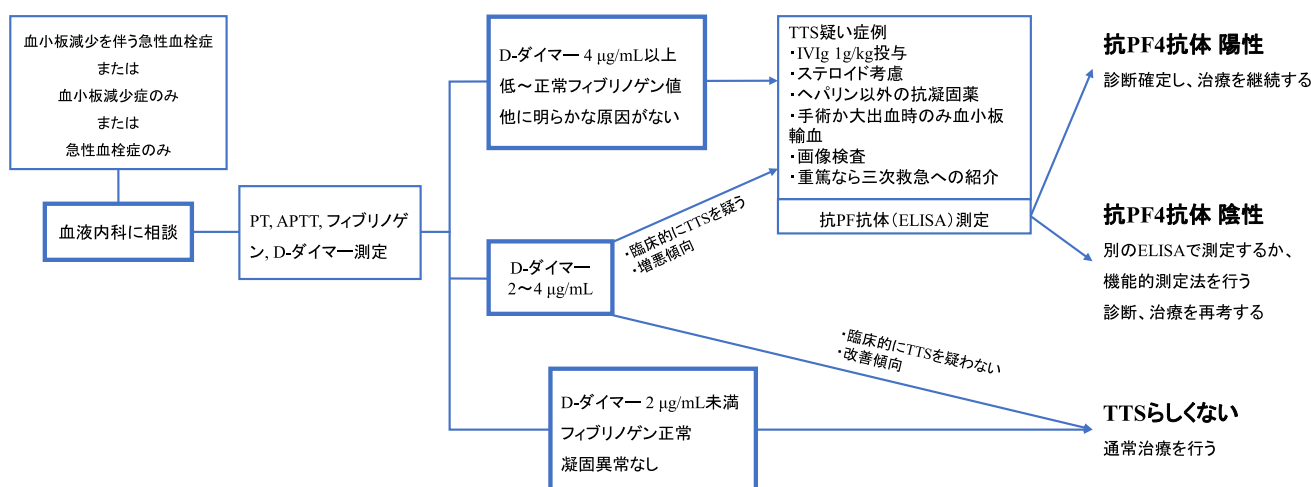 血小板減少を伴う急性血栓症
または
血小板減少症のみ
または
急性血栓症のみ
血液内科に相談
PT, APTT, フィブリノゲ
ン, D-ダイマー測定
D-ダイマー 4 μg/mL以上
低～正常フィブリノゲン値
他に明らかな原因がない
D-ダイマー
2～4 μg/mL
D-ダイマー 2 μg/mL未満
フィブリノゲン正常
凝固異常なし
・臨床的にTTSを疑う
・増悪傾向
・臨床的にTTSを疑わない
・改善傾向
TTS疑い症例
・IVIg 1g/kg投与
・ステロイド考慮
・ヘパリン以外の抗凝固薬
・手術か大出血時のみ血小板
輸血
・画像検査
・重篤なら三次救急への紹介
抗PF抗体（ELISA）測定
抗PF4抗体 陽性
診断確定し、治療を継続する
抗PF4抗体 陰性
別のELISAで測定するか、
機能的測定法を行う
診断、治療を再考する
TTSらしくない
通常治療を行う